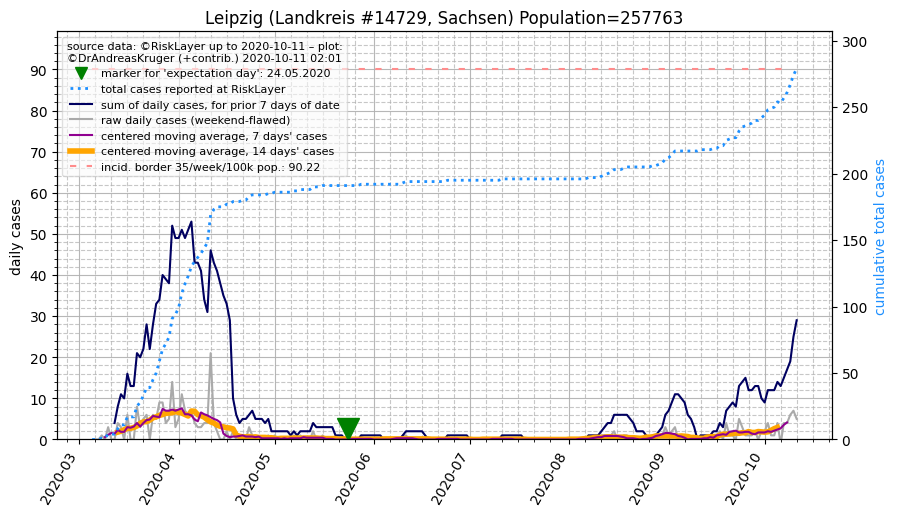 Leipzig (Landkreis #14729, Sachsen) Population=257763
source data: ©RiskLayer up to 2020-10-11 – plot:
©DrAndreasKruger (+contrib.) 2020-10-11 02:01
marker for 'expectation day': 24.05.2020
total cases reported at RiskLayer
sum of daily cases, for prior 7 days of date
raw daily cases (weekend-flawed)
centered moving average, 7 days' cases
centered moving average, 14 days' cases
incid. border 35/week/100k pop.: 90.22
daily cases
90
80
70
60
50
40
30
20
10
0
300
250
200
150
100
50
0
cumulative total cases
2020-03
2020-04
2020-05
2020-06
2020-07
2020-08
2020-09
2020-10